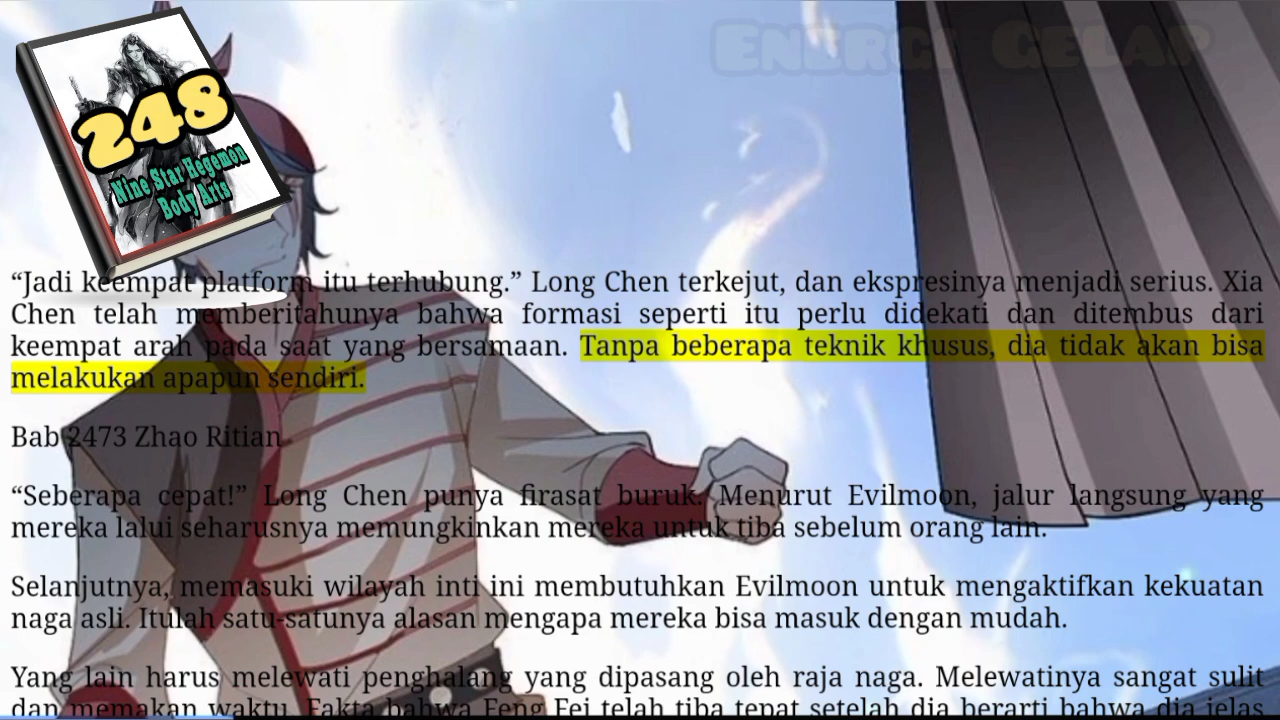 ENERGI GELAP
248
Nine Star Hegemon
Body Arts
“Jadi keempat platform itu terhubung.” Long Chen terkejut, dan ekspresinya menjadi serius. Xia
Chen telah memberitahunya bahwa formasi seperti itu perlu didekati dan ditembus dari
keempat arah pada saat yang bersamaan. Tanpa beberapa teknik khusus, dia tidak akan bisa
melakukan apapun sendiri.
Bab 2473 Zhao Ritian
“Seberapa cepat!” Long Chen punya firasat buruk. Menurut Evilmoon, jalur langsung yang
mereka lalui seharusnya memungkinkan mereka untuk tiba sebelum orang lain.
Selanjutnya, memasuki wilayah inti ini membutuhkan Evilmoon untuk mengaktifkan kekuatan
naga asli. Itulah satu-satunya alasan mengapa mereka bisa masuk dengan mudah.
Yang lain harus melewati penghalang yang dipasang oleh raja naga. Melewatinya sangat sulit
dan memakan waktu. Fakta bahwa Feng Fei telah tiba tepat setelah dia berarti bahwa dia jelas